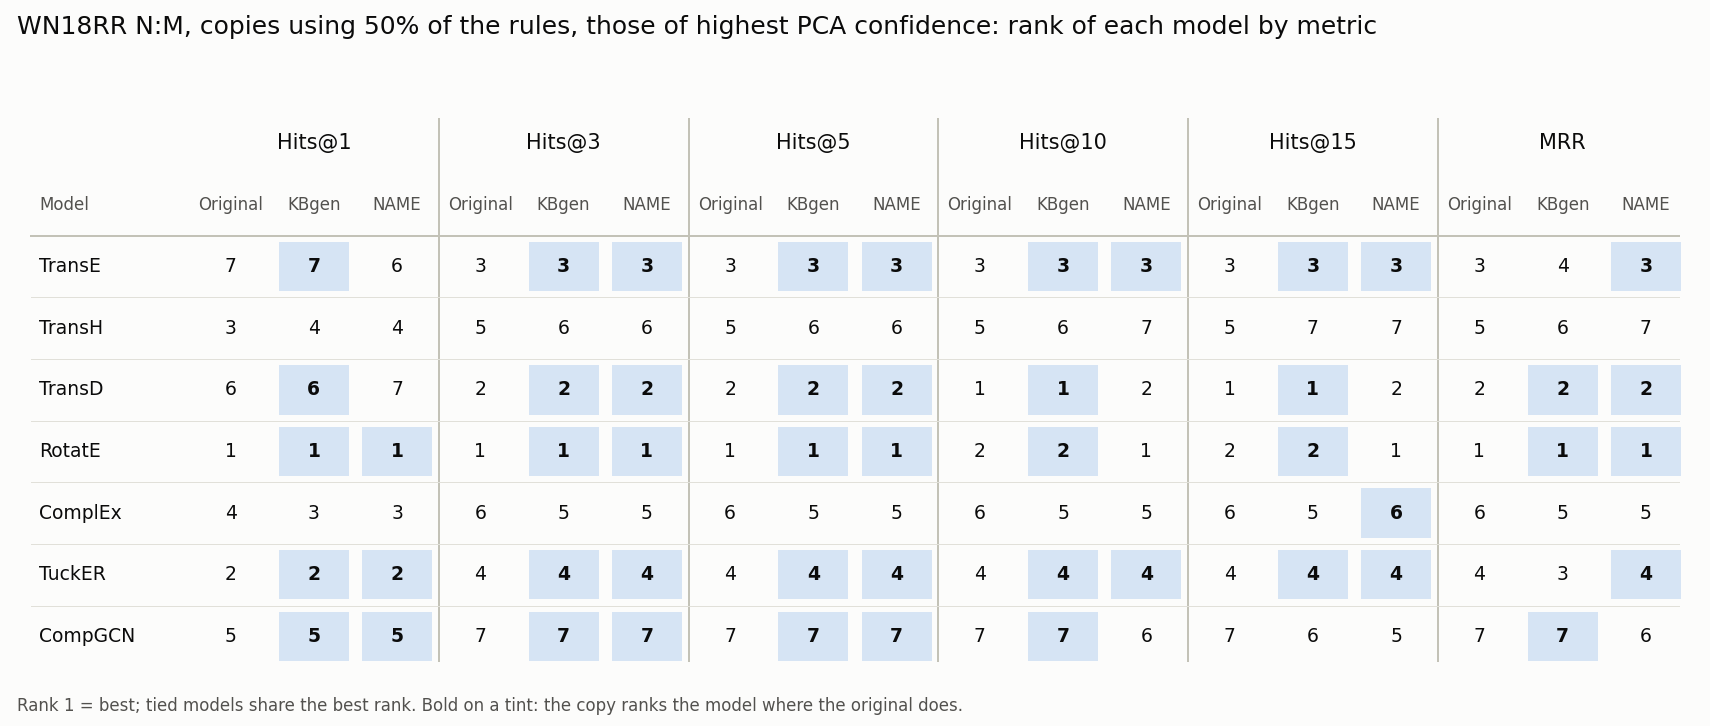 WN18RR N:M, copies using 50% of the rules, those of highest PCA confidence: rank of each model by metric
Hits@1 Hits@3 Hits@5 Hits@10 Hits@15 MRR
Model Original KBgen NAME Original KBgen NAME Original KBgen NAME Original KBgen NAME Original KBgen NAME Original KBgen NAME
TransE 7 7 6 3 3 3 3 3 3 3 3 3 3 3 3 3 4 3
TransH 3 4 4 5 6 6 5 6 6 5 6 7 5 7 7 5 6 7
TransD 6 6 7 2 2 2 2 2 2 1 1 2 1 1 2 2 2 2
RotatE 1 1 1 1 1 1 1 1 1 2 2 1 2 2 1 1 1 1
ComplEx 4 3 3 6 5 5 6 5 5 6 5 5 6 5 6 6 5 5
TuckER 2 2 2 4 4 4 4 4 4 4 4 4 4 4 4 4 3 4
CompGCN 5 5 5 7 7 7 7 7 7 7 7 6 7 6 5 7 7 6
Rank 1 = best; tied models share the best rank. Bold on a tint: the copy ranks the model where the original does.